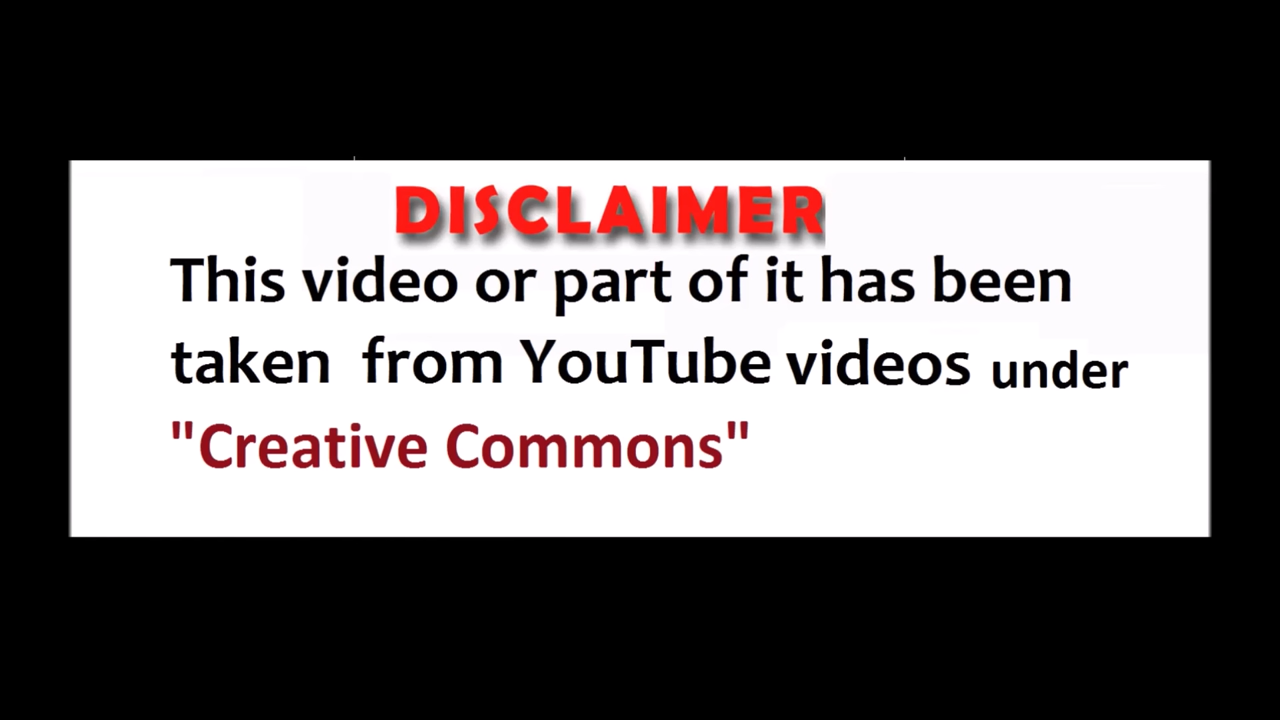 DISCLAIMER
This video or part of it has been
taken from YouTube videos under
"Creative Commons"